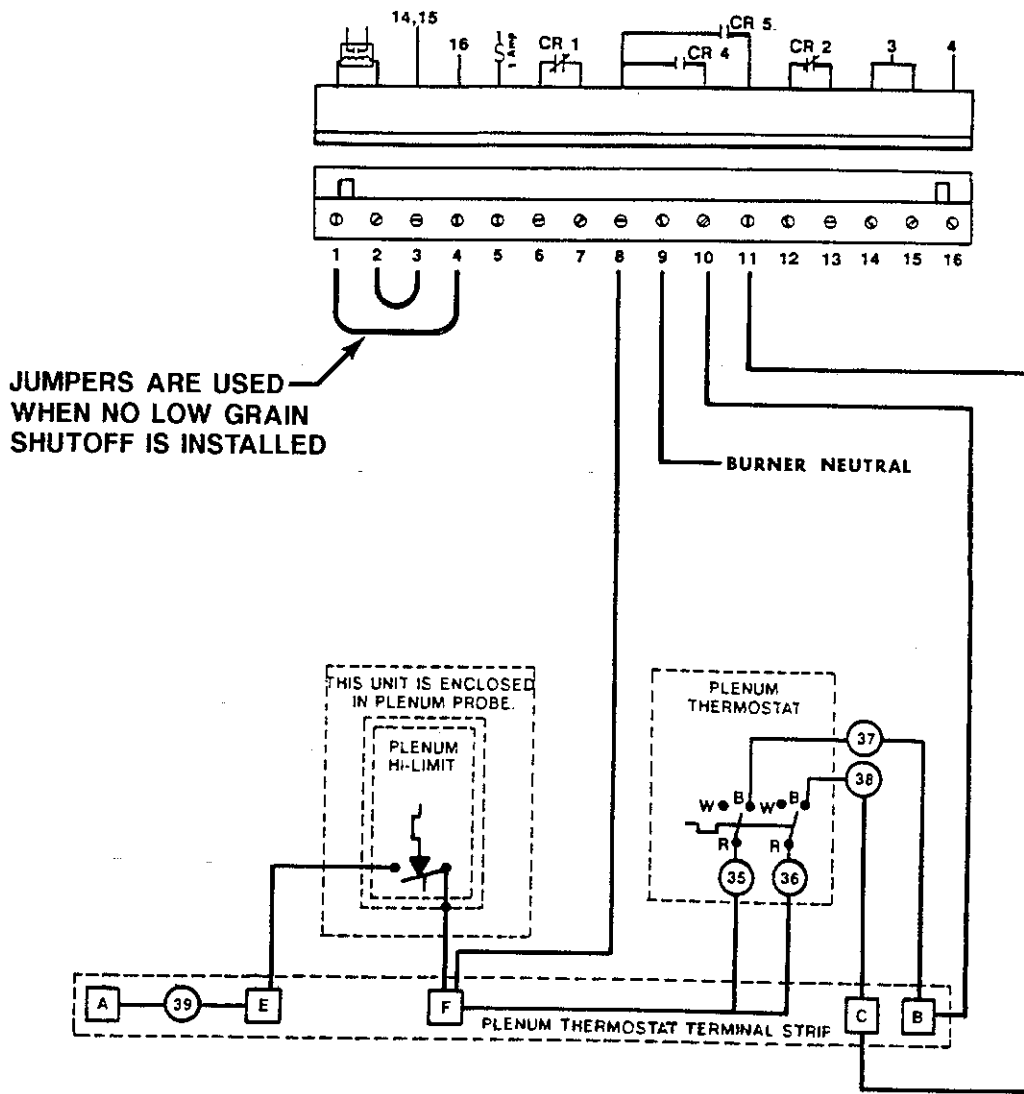 14,15
16
1 Amp
CR 1
CR 5.
CR 4
CR 2
3
4
1 2 3 4 5 6 7 8 9 10 11 12 13 14 15 16
JUMPERS ARE USED
WHEN NO LOW GRAIN
SHUTOFF IS INSTALLED
BURNER NEUTRAL
THIS UNIT IS ENCLOSED
IN PLENUM PROBE.
PLENUM
HI-LIMIT
PLENUM
THERMOSTAT
37
38
W B W B
R R
35 36
A 39 E F C B
PLENUM THERMOSTAT TERMINAL STRIP